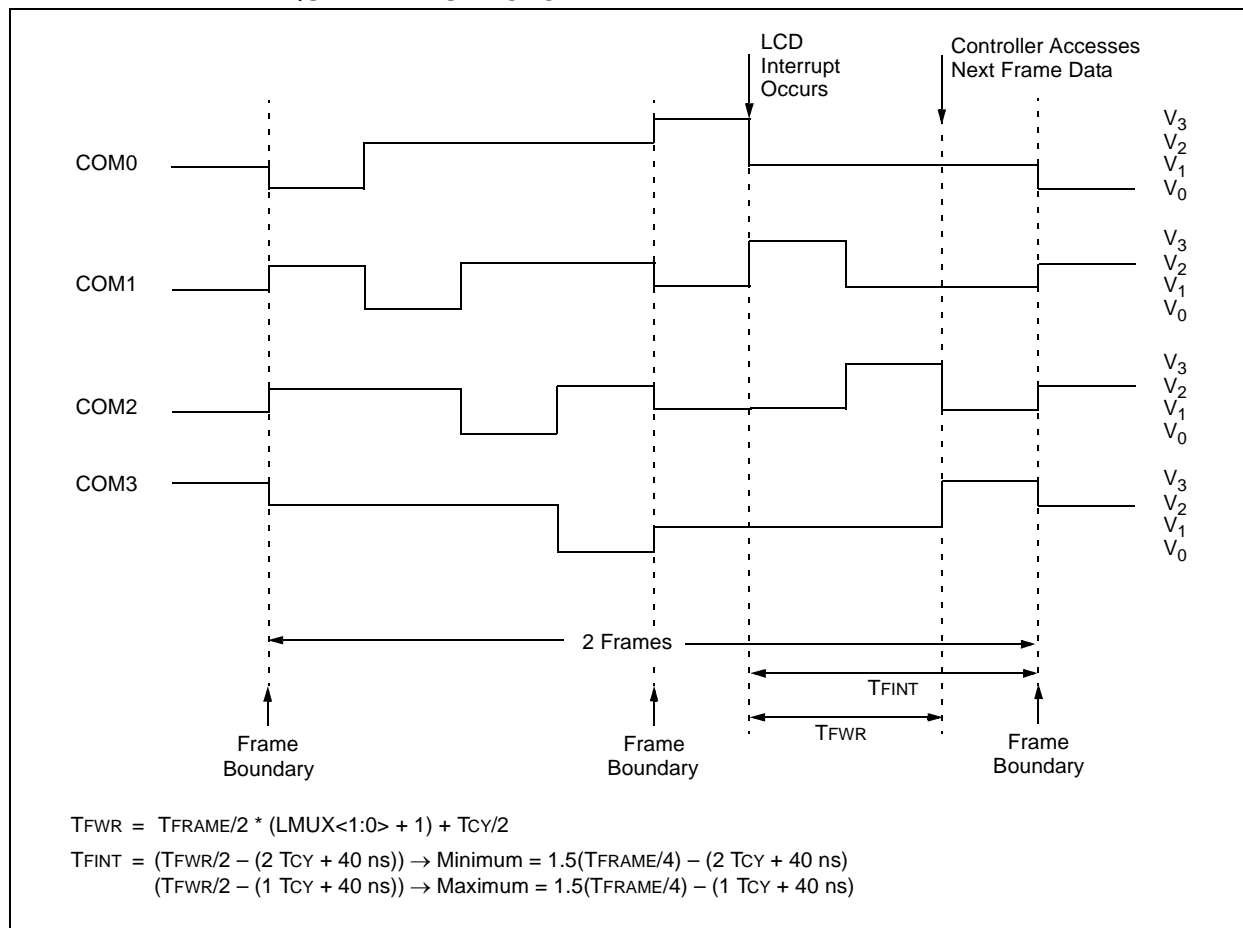 LCD
Interrupt
Occurs
Controller Accesses
Next Frame Data
COM0
V3
V2
V1
V0
COM1
V3
V2
V1
V0
COM2
V3
V2
V1
V0
COM3
V3
V2
V1
V0
2 Frames
TFINT
TFWR
Frame
Boundary
Frame
Boundary
Frame
Boundary
TFWR = TFRAME/2 * (LMUX<1:0> + 1) + TCY/2
TFINT = (TFWR/2 – (2 TCY + 40 ns)) → Minimum = 1.5(TFRAME/4) – (2 TCY + 40 ns)
(TFWR/2 – (1 TCY + 40 ns)) → Maximum = 1.5(TFRAME/4) – (1 TCY + 40 ns)